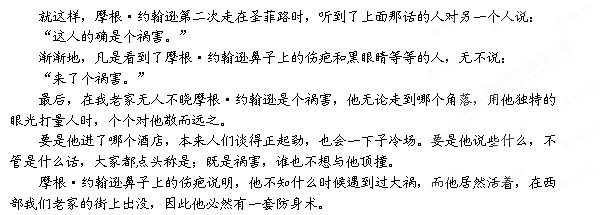 就这样，摩根·约翰逊第二次走在圣菲路时，听到了上面那话的人对另一个人说：
“这人的确是个祸害。”
渐渐地，凡是看到了摩根·约翰逊鼻子上的伤疤和黑眼睛等等的人，无不说：
“来了个祸害。”
最后，在我老家无人不晓摩根·约翰逊是个祸害，他无论走到哪个角落，用他独特的
眼光打量人时，个个对他敬而远之。
要是他进了哪个酒店，本来人们谈得正起劲，也会一下子冷场。要是他说些什么，不
管是什么话，大家都点头称是；既是祸害，谁也不想与他顶撞。
摩根·约翰逊鼻子上的伤疤说明，他不知什么时候遇到过大祸，而他居然活着，在西
部我们老家的街上出没，因此他必然有一套防身术。